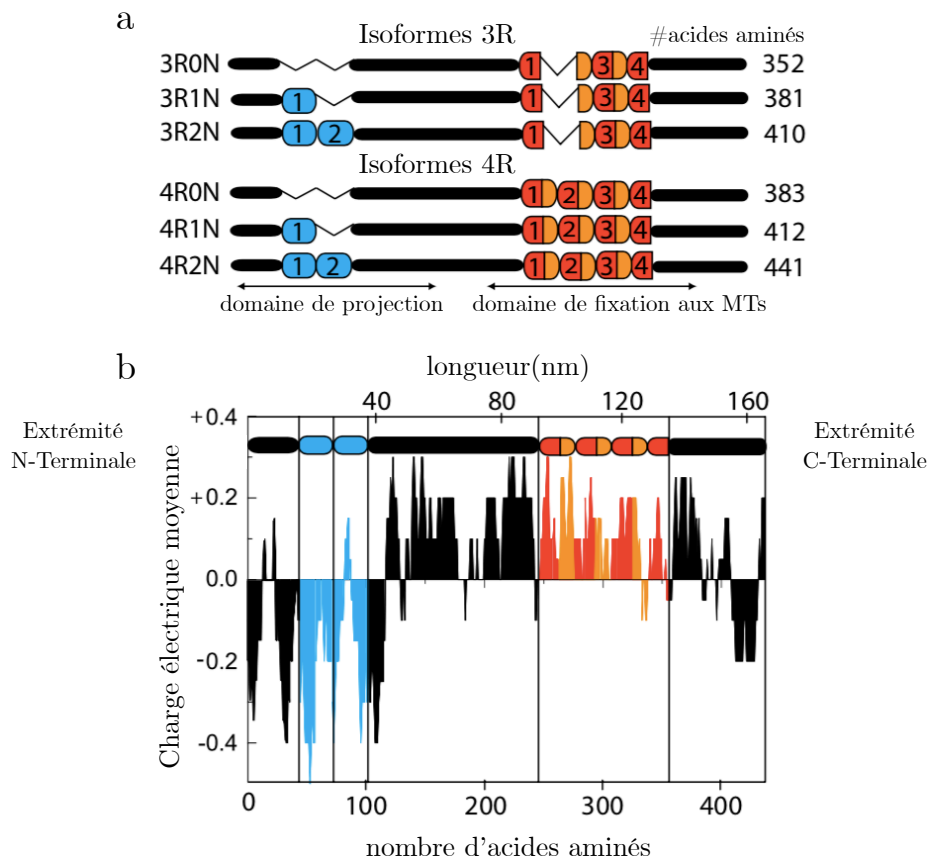 a
Isoformes 3R
#acides aminés
3R0N 1 3 4 352
3R1N 1 1 3 4 381
3R2N 1 2 1 3 4 410
Isoformes 4R
4R0N 1 2 3 4 383
4R1N 1 1 2 3 4 412
4R2N 1 2 1 2 3 4 441
domaine de projection
domaine de fixation aux MTs
b
longueur(nm)
40 80 120 160
Extrémité
N-Terminale
Extrémité
C-Terminale
Charge électrique moyenne
+0.4
+0.2
0.0
-0.2
-0.4
0 100 200 300 400
nombre d'acides aminés